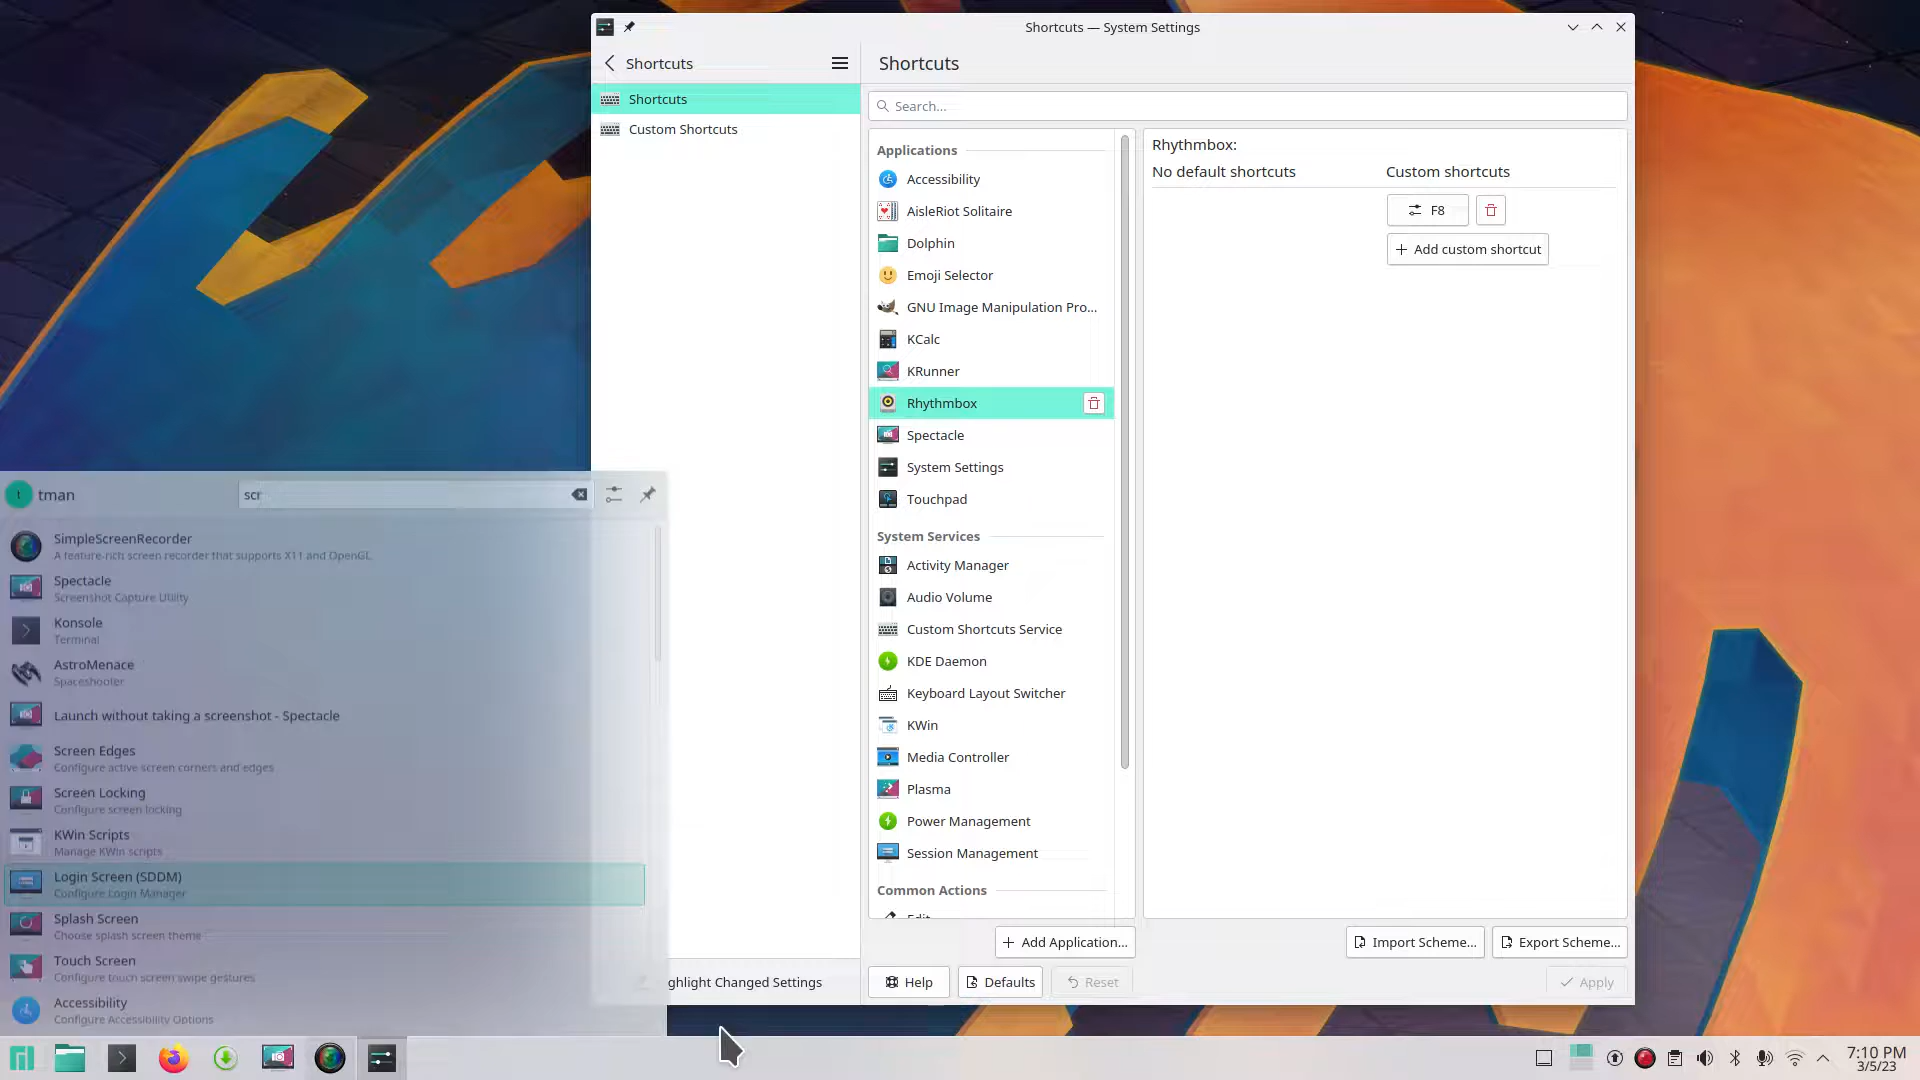 Shortcuts — System Settings
Shortcuts
Shortcuts
Custom Shortcuts
ghlight Changed Settings
Shortcuts
Search...
Applications
Accessibility
AisleRiot Solitaire
Dolphin
Emoji Selector
GNU Image Manipulation Pro...
KCalc
KRunner
Rhythmbox
Spectacle
System Settings
Touchpad
System Services
Activity Manager
Audio Volume
Custom Shortcuts Service
KDE Daemon
Keyboard Layout Switcher
KWin
Media Controller
Plasma
Power Management
Session Management
Common Actions
Edit
Add Application...
Rhythmbox:
No default shortcuts
Custom shortcuts
F8
Add custom shortcut
Import Scheme...
Export Scheme...
Help
Defaults
Reset
Apply
t
tman
scr
SimpleScreenRecorder
A feature-rich screen recorder that supports X11 and OpenGL
Spectacle
Screenshot Capture Utility
Konsole
Terminal
AstroMenace
Spaceshooter
Launch without taking a screenshot - Spectacle
Screen Edges
Configure active screen corners and edges
Screen Locking
Configure screen locking
KWin Scripts
Manage KWin scripts
Login Screen (SDDM)
Configure Login Manager
Splash Screen
Choose splash screen theme
Touch Screen
Configure touch screen swipe gestures
Accessibility
Configure Accessibility Options
7:10 PM
3/5/23